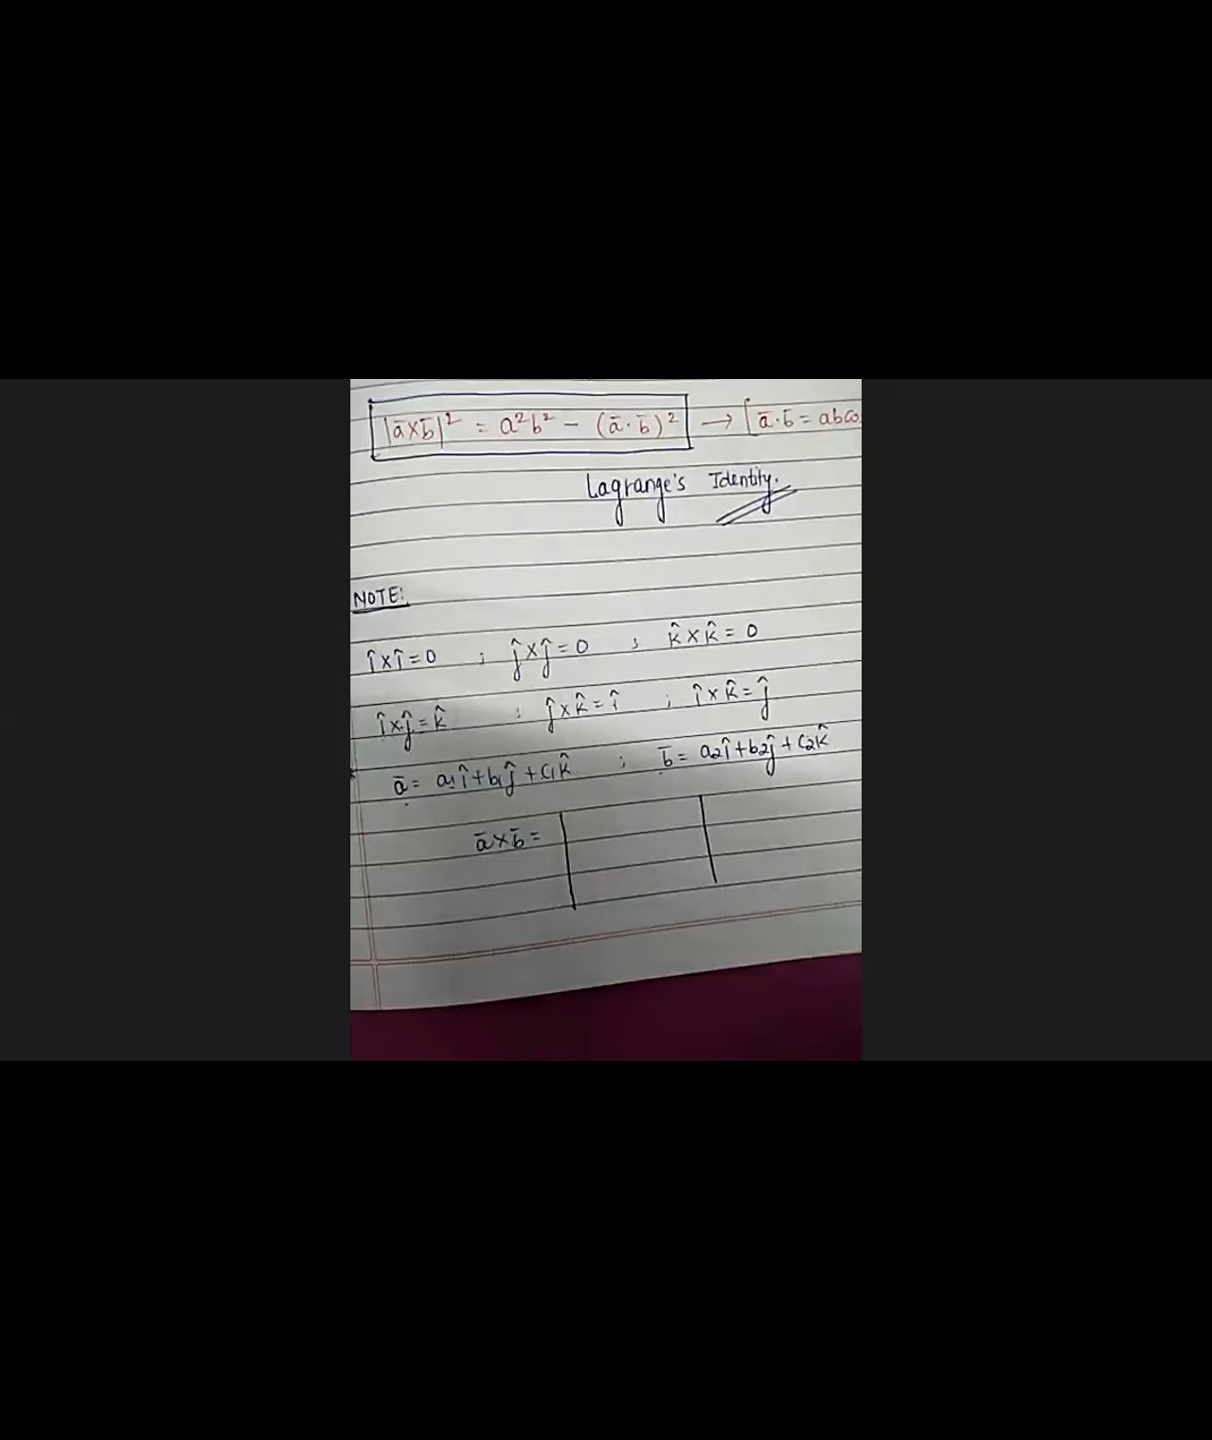 |a̅×b̅|² = a²b² − (a̅·b̅)² → [a̅·b̅ = abco
Lagrange's Identity.
NOTE:
î×î=0 ; ĵ×ĵ=0 ; k̂×k̂=0
î×ĵ=k̂ ; ĵ×k̂=î ; î×k̂=ĵ
a̅ = a₁î+b₁ĵ+c₁k̂ ; b̅ = a₂î+b₂ĵ+c₂k̂
a̅×b̅ =